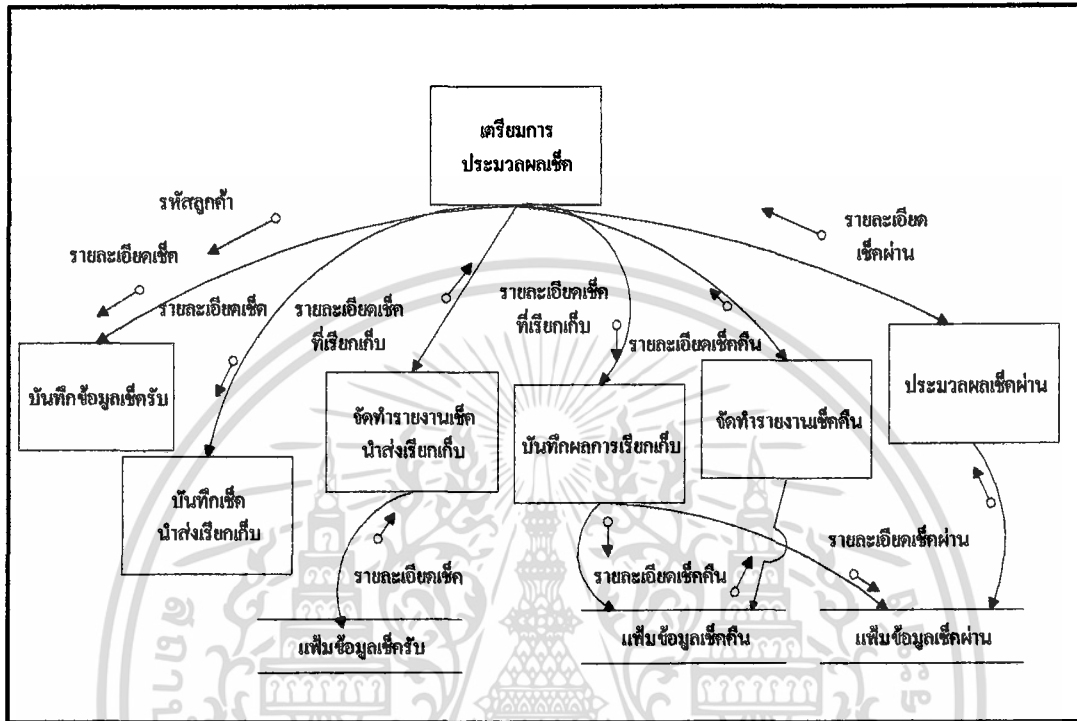 เตรียมการ
ประมวลผลเช็ค
รหัสลูกค้า
รายละเอียดเช็ค
รายละเอียดเช็ค
รายละเอียดเช็ค
ที่เรียกเก็บ
รายละเอียดเช็ค
ที่เรียกเก็บ
รายละเอียดเช็คคืน
รายละเอียด
เช็คผ่าน
บันทึกข้อมูลเช็ครับ
บันทึกเช็ค
นำส่งเรียกเก็บ
จัดทำรายงานเช็ค
นำส่งเรียกเก็บ
บันทึกผลการเรียกเก็บ
จัดทำรายงานเช็คคืน
ประมวลผลเช็คผ่าน
รายละเอียดเช็ค
รายละเอียดเช็คคืน
รายละเอียดเช็คผ่าน
แฟ้มข้อมูลเช็ครับ
แฟ้มข้อมูลเช็คคืน
แฟ้มข้อมูลเช็คผ่าน